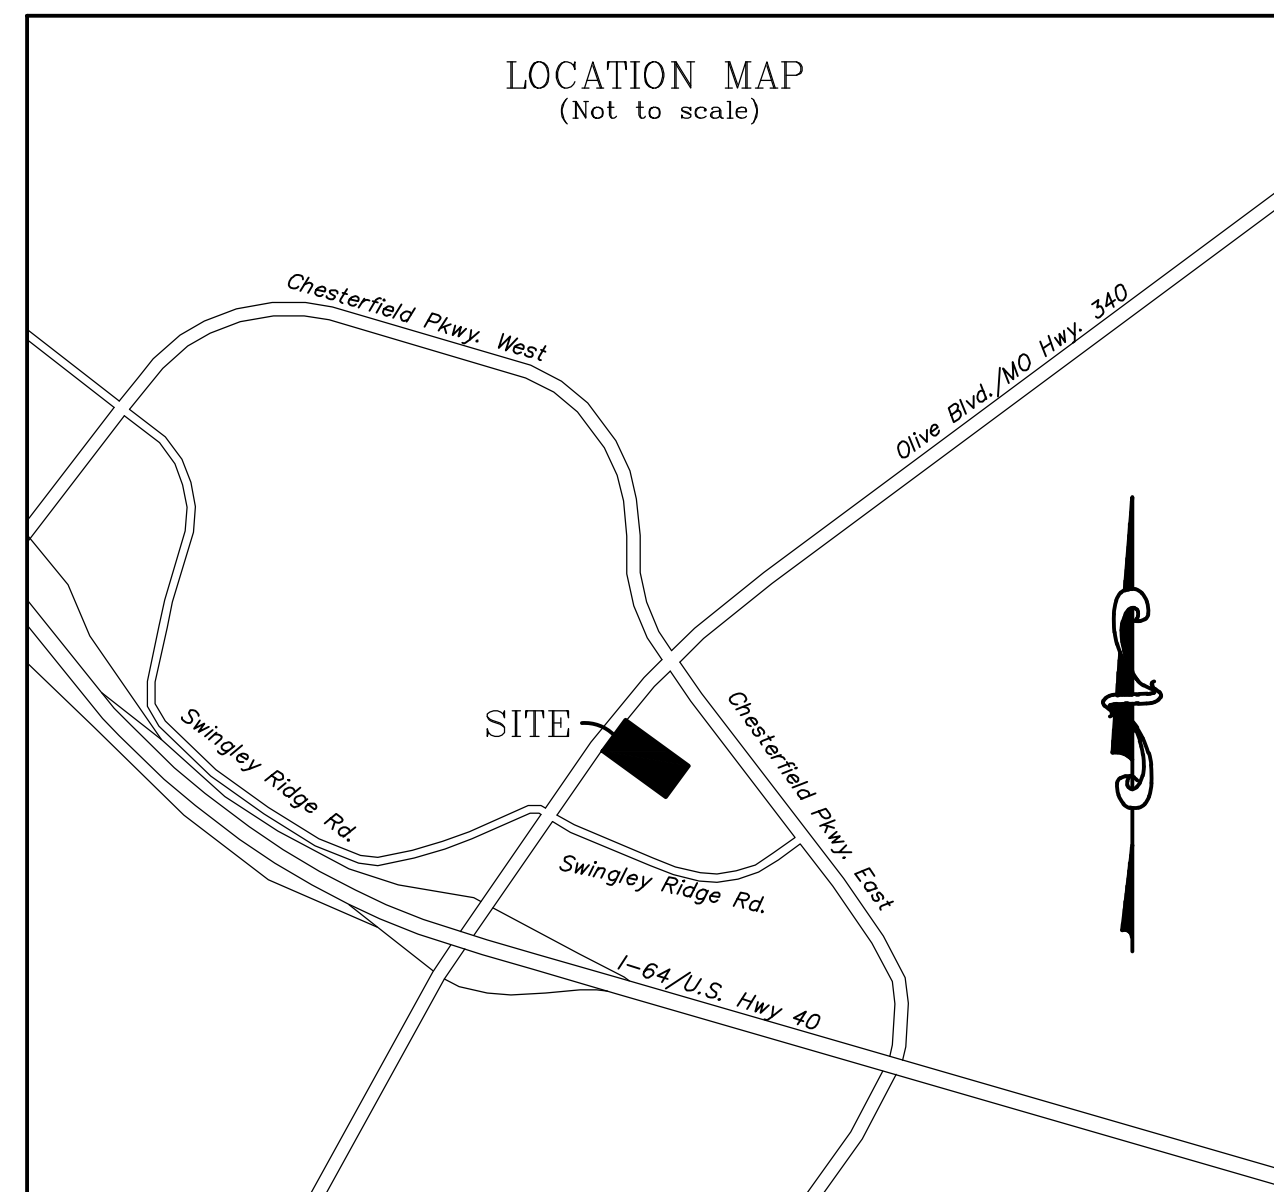 LOCATION MAP
(Not to scale)
Chesterfield Pkwy. West
Olive Blvd./MO Hwy. 340
SITE
Chesterfield Pkwy. East
Swingley Ridge Rd.
Swingley Ridge Rd.
I-64/U.S. Hwy 40